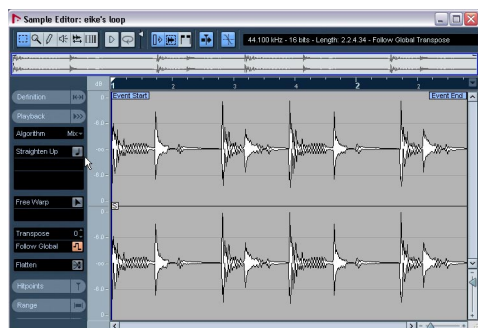 Sample Editor: eike's loop
44.100 kHz - 16 bits - Length: 2.2.4.34 - Follow Global Transpose
dB
2
3
4
2
2
Definition
Event Start
Event End
Playback
Algorithm Mix
Straighten Up
Free Warp
Transpose 0
Follow Global
Flatten
Hitpoints
Range